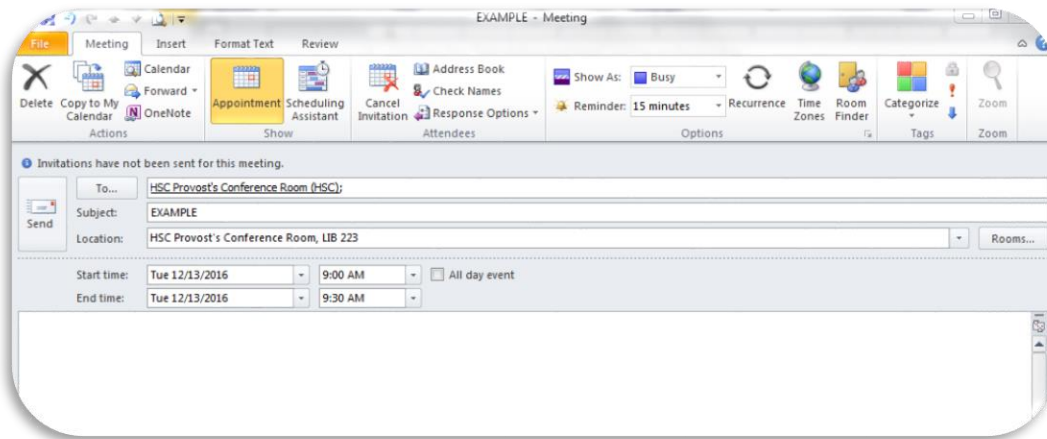 EXAMPLE - Meeting
File Meeting Insert Format Text Review
Delete
Copy to My Calendar
Calendar
Forward
OneNote
Actions
Appointment
Scheduling Assistant
Show
Cancel Invitation
Address Book
Check Names
Response Options
Attendees
Show As: Busy
Reminder: 15 minutes
Recurrence
Time Zones
Room Finder
Options
Categorize
Tags
Zoom
Zoom
Invitations have not been sent for this meeting.
Send
To... HSC Provost's Conference Room (HSC);
Subject: EXAMPLE
Location: HSC Provost's Conference Room, LIB 223 Rooms...
Start time: Tue 12/13/2016 9:00 AM All day event
End time: Tue 12/13/2016 9:30 AM